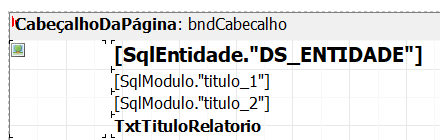 CabeçalhoDaPágina: bndCabecalho
[SqlEntidade."DS_ENTIDADE"]
[SqlModulo."titulo_1"]
[SqlModulo."titulo_2"]
TxtTituloRelatorio